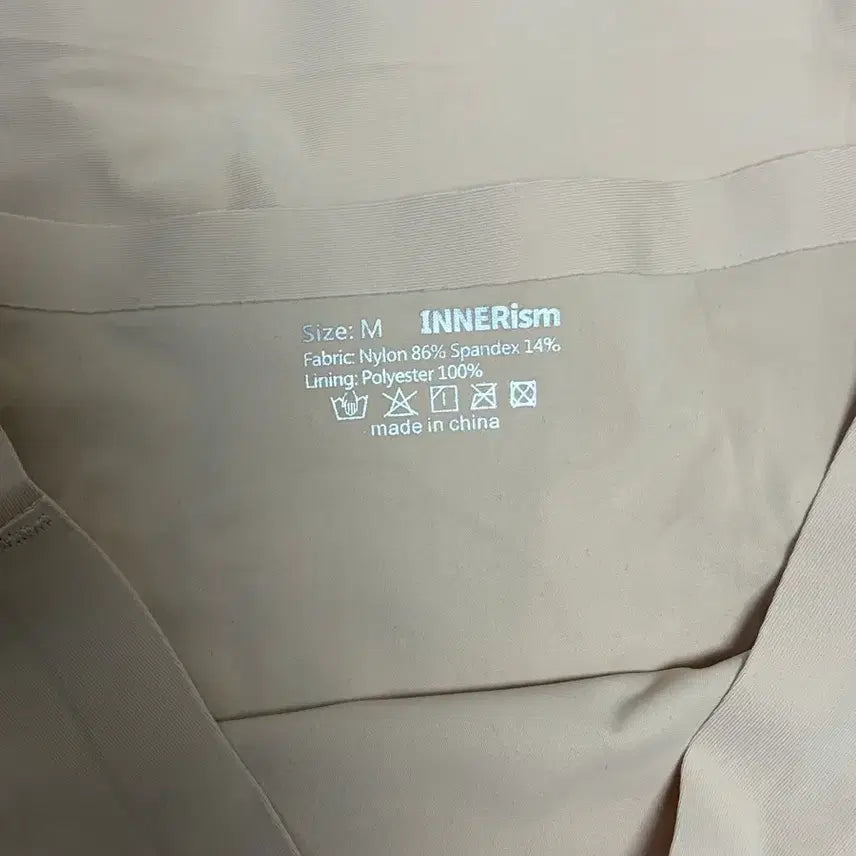 Size: M INNERism
Fabric: Nylon 86% Spandex 14%
Lining: Polyester 100%
made in china